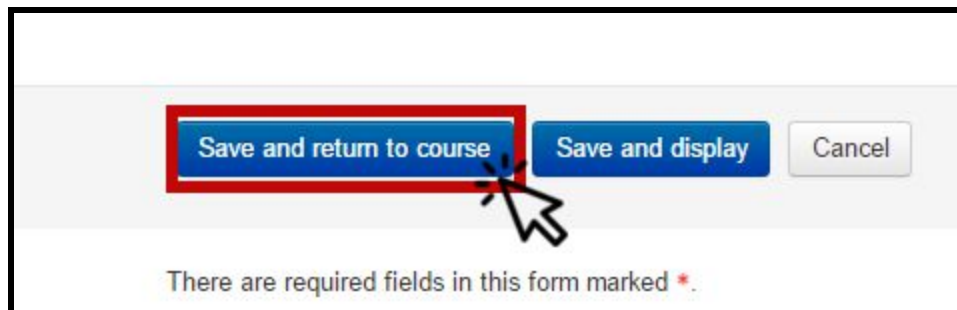 Save and return to course Save and display Cancel
There are required fields in this form marked *.